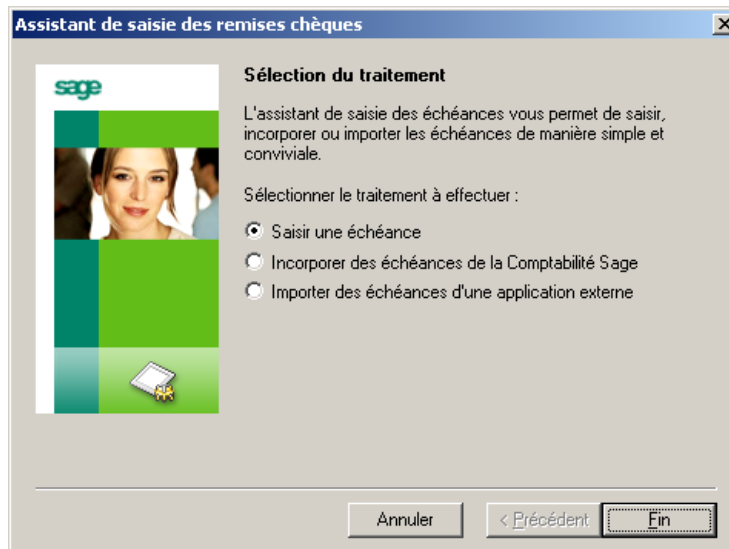 Assistant de saisie des remises chèques
sage
Sélection du traitement
L'assistant de saisie des échéances vous permet de saisir,
incorporer ou importer les échéances de manière simple et
conviviale.
Sélectionner le traitement à effectuer :
Saisir une échéance
Incorporer des échéances de la Comptabilité Sage
Importer des échéances d'une application externe
Annuler
< Précédent
Fin